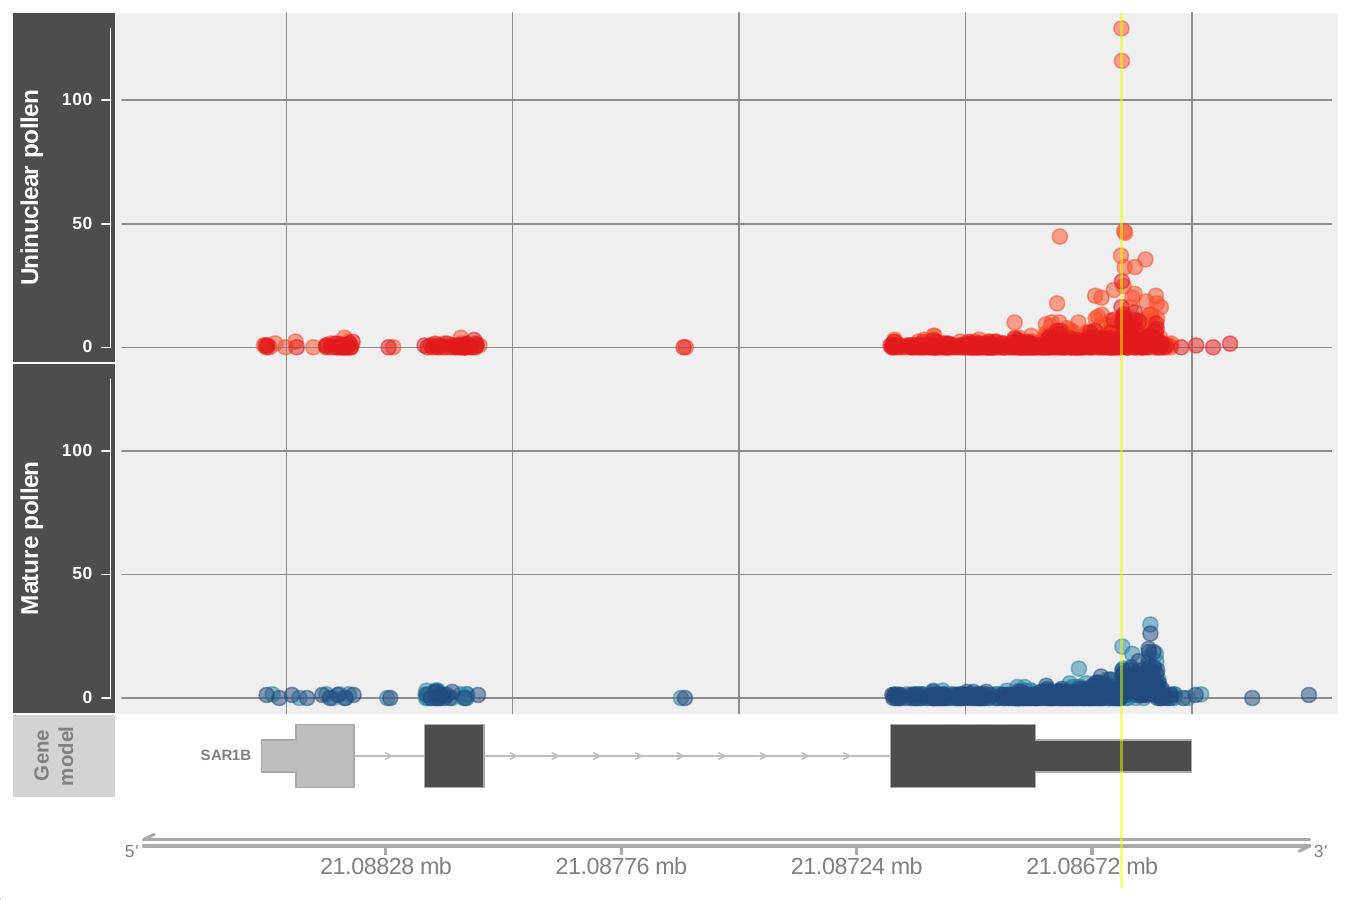 Uninuclear pollen
100
50
0
Mature pollen
100
50
0
Gene
model
SAR1B
> > > > > > > > > >
5'
3'
21.08828 mb
21.08776 mb
21.08724 mb
21.08672 mb